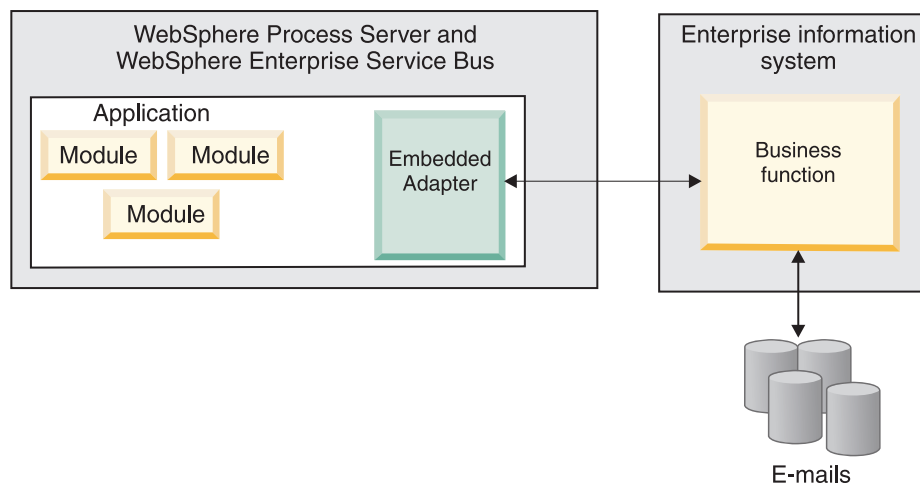 WebSphere Process Server and
WebSphere Enterprise Service Bus
Application
Module
Module
Module
Embedded
Adapter
Enterprise information
system
Business
function
E-mails